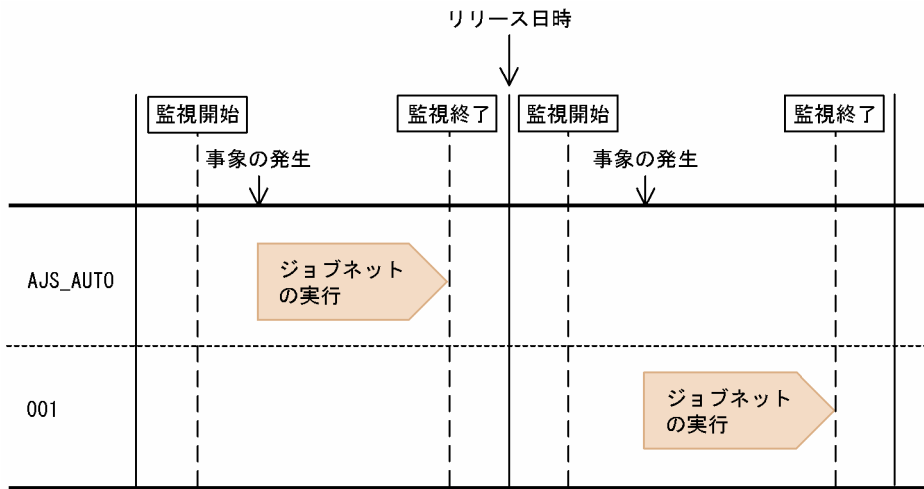 リリース日時
監視開始
監視終了
監視開始
監視終了
事象の発生
事象の発生
AJS_AUTO
ジョブネット
の実行
001
ジョブネット
の実行